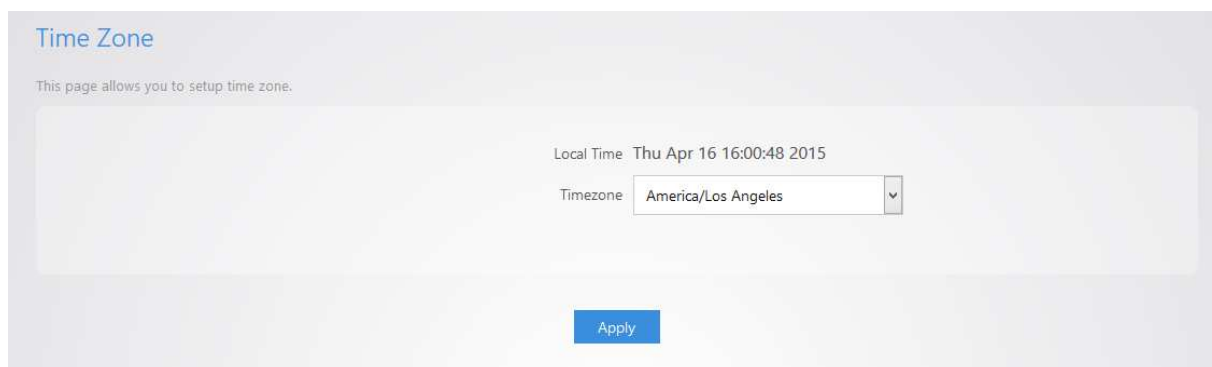 Time Zone
This page allows you to setup time zone.
Local Time Thu Apr 16 16:00:48 2015
Timezone America/Los Angeles
Apply